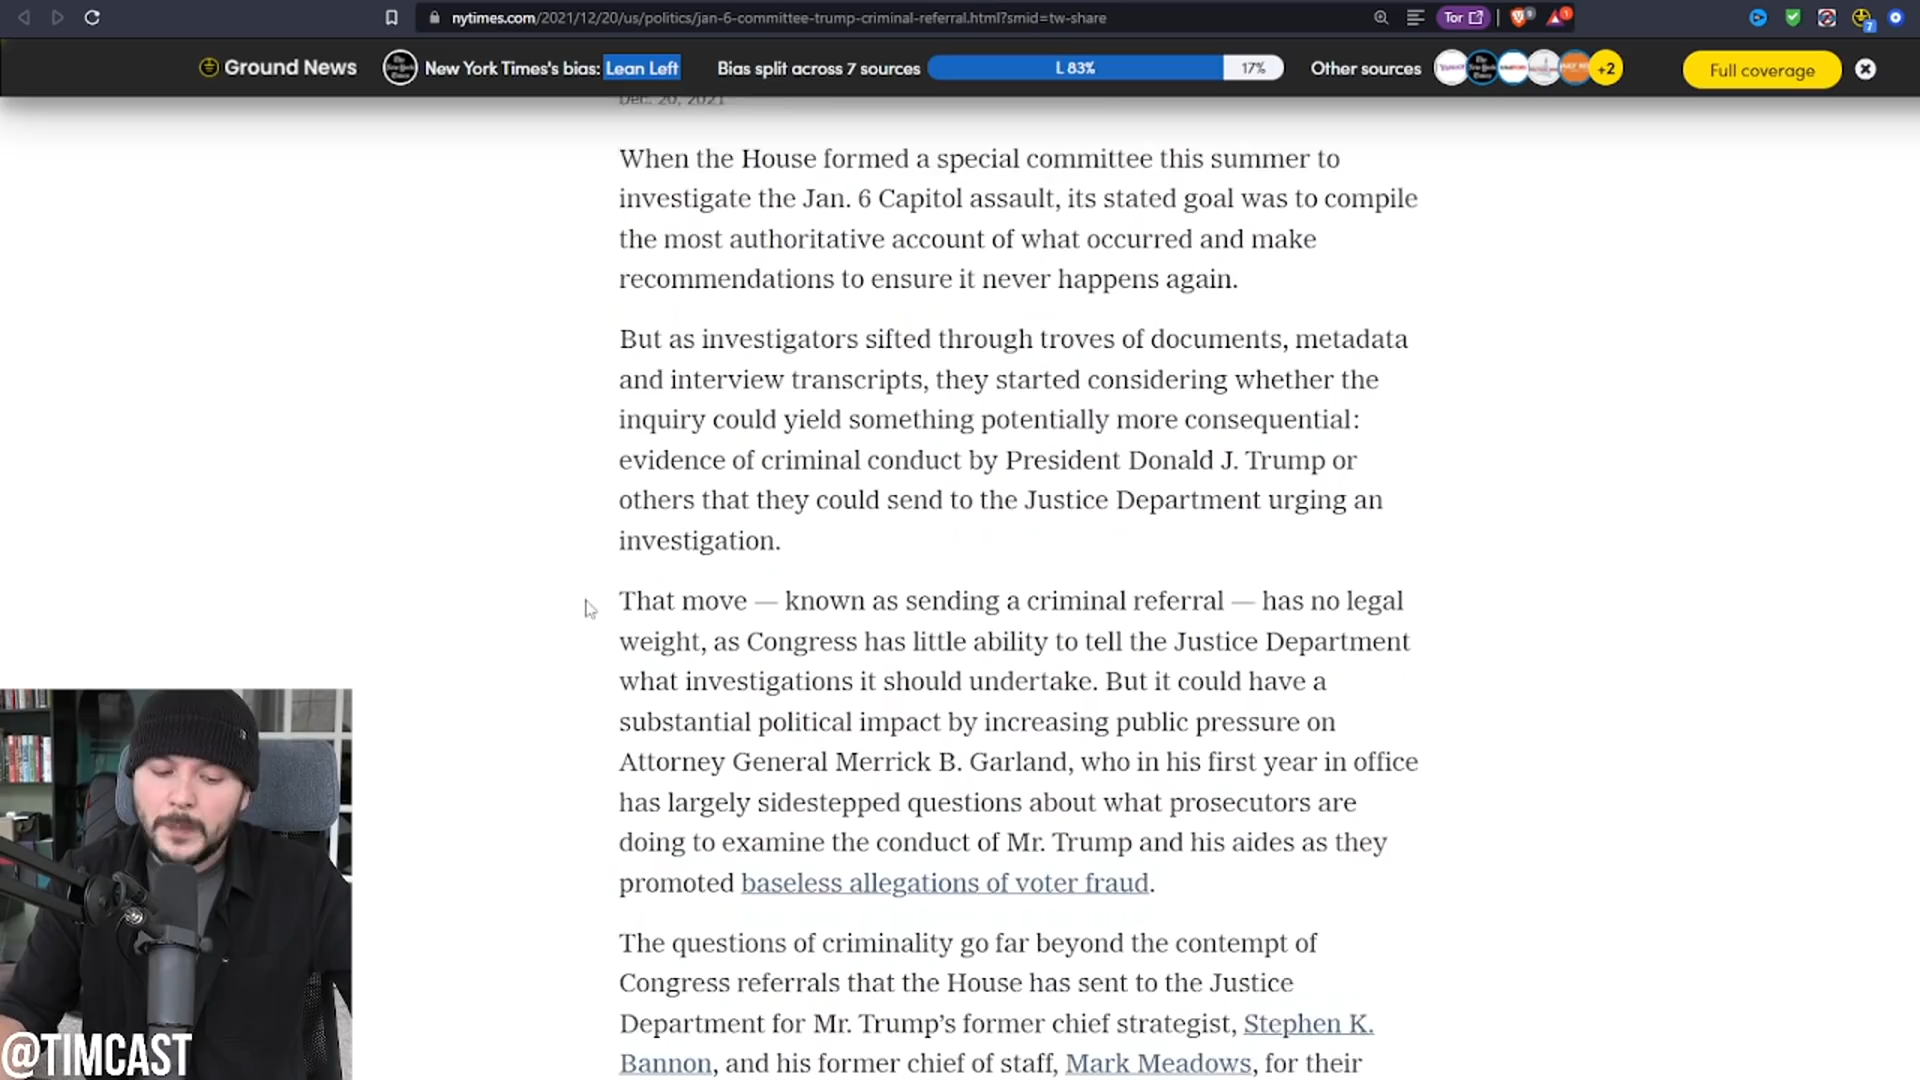 nytimes.com/2021/12/20/us/politics/jan-6-committee-trump-criminal-referral.html?smid=tw-share
Tor
Ground News
New York Times's bias: Lean Left
Bias split across 7 sources
L 83%
17%
Other sources
+2
Full coverage
Dec. 20, 2021
When the House formed a special committee this summer to
investigate the Jan. 6 Capitol assault, its stated goal was to compile
the most authoritative account of what occurred and make
recommendations to ensure it never happens again.
But as investigators sifted through troves of documents, metadata
and interview transcripts, they started considering whether the
inquiry could yield something potentially more consequential:
evidence of criminal conduct by President Donald J. Trump or
others that they could send to the Justice Department urging an
investigation.
That move — known as sending a criminal referral — has no legal
weight, as Congress has little ability to tell the Justice Department
what investigations it should undertake. But it could have a
substantial political impact by increasing public pressure on
Attorney General Merrick B. Garland, who in his first year in office
has largely sidestepped questions about what prosecutors are
doing to examine the conduct of Mr. Trump and his aides as they
promoted baseless allegations of voter fraud.
The questions of criminality go far beyond the contempt of
Congress referrals that the House has sent to the Justice
Department for Mr. Trump’s former chief strategist, Stephen K.
Bannon, and his former chief of staff, Mark Meadows, for their
@TIMCAST